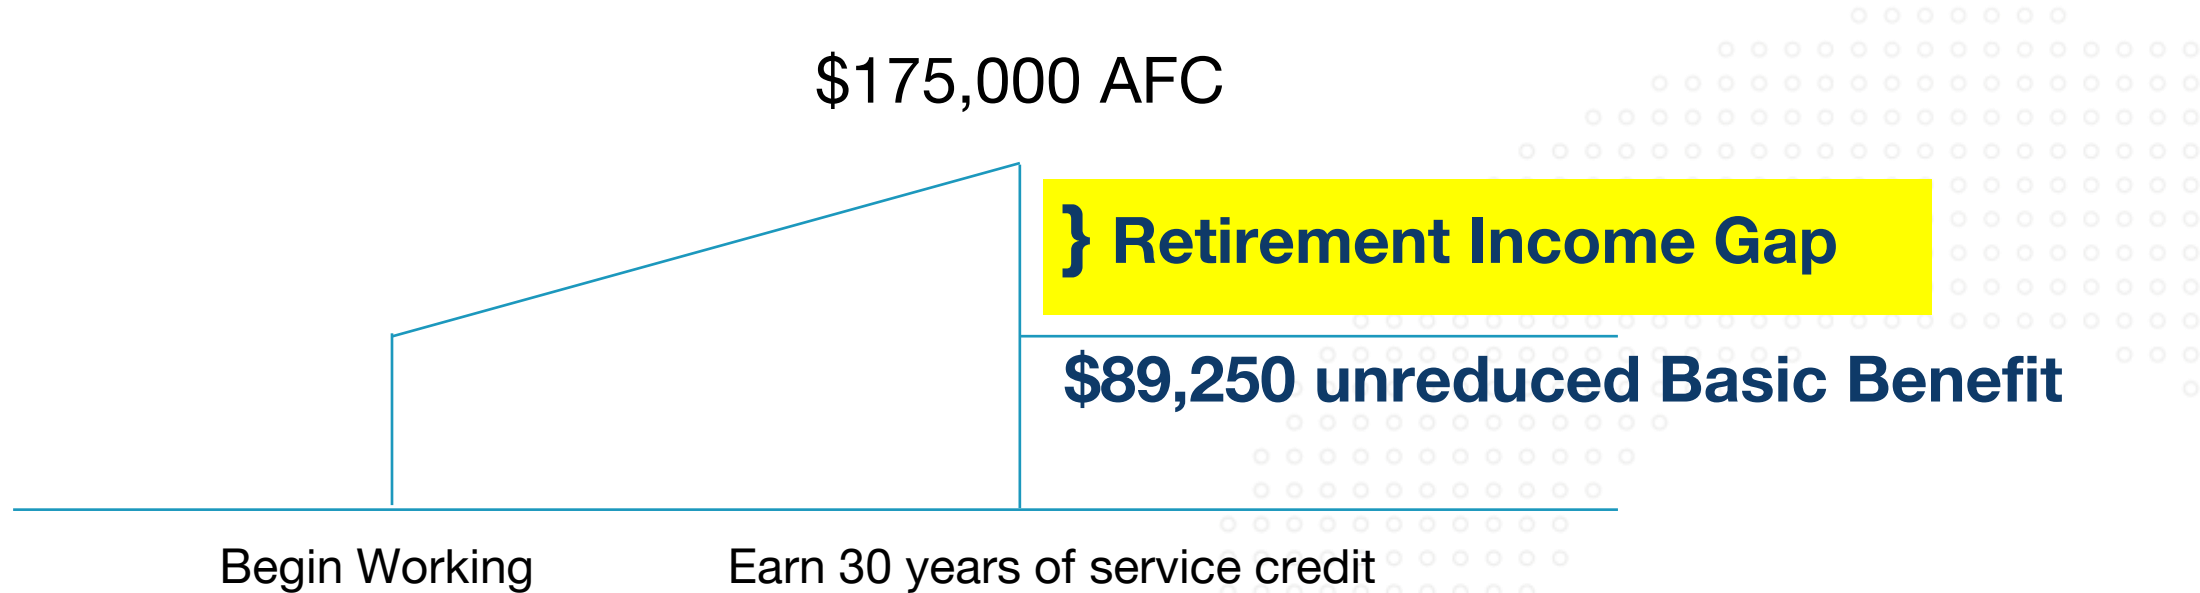 $175,000 AFC
} Retirement Income Gap
$89,250 unreduced Basic Benefit
Begin Working
Earn 30 years of service credit